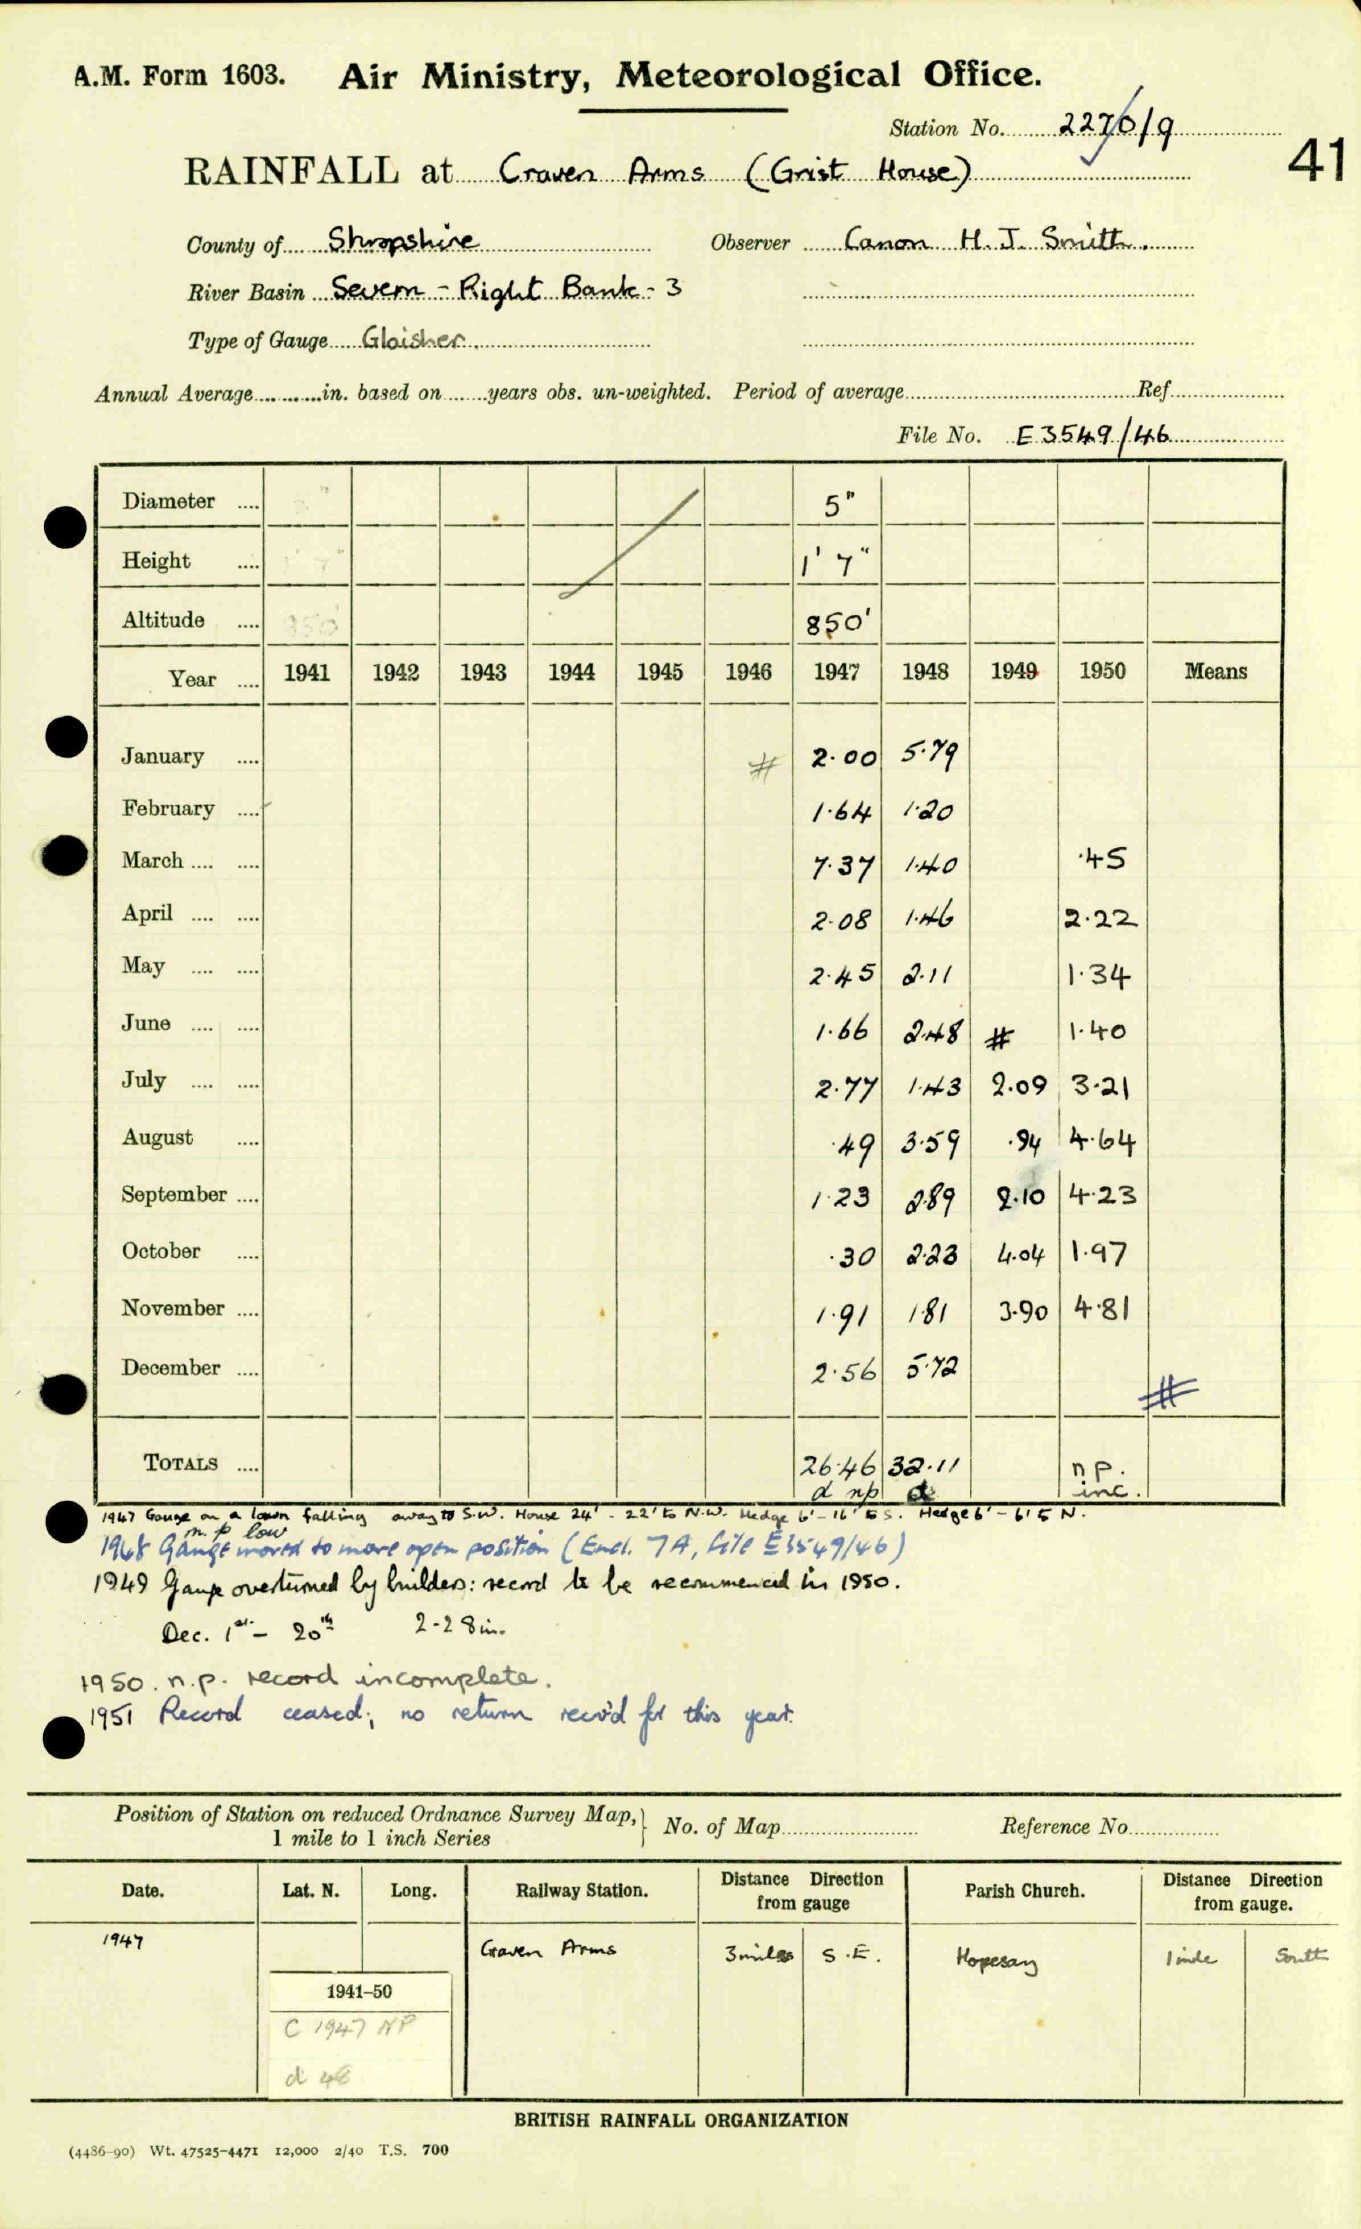 A.M. Form 1603. Air Ministry, Meteorological Office.
Station No. 2270/9
41
RAINFALL at Craven Arms (Grist House)
County of Shropshire Observer Canon H. J. Smith.
River Basin Severn - Right Bank - 3
Type of Gauge Glaisher.
Annual Average in. based on years obs. un-weighted. Period of average Ref
File No. E 3549/46
Diameter 5"
Height 1' 7"
Altitude 850' 850'
Year 1941 1942 1943 1944 1945 1946 1947 1948 1949 1950 Means
January # 2.00 5.79
February 1.64 1.20
March 7.37 1.40 .45
April 2.08 1.46 2.22
May 2.45 2.11 1.34
June 1.66 2.48 # 1.40
July 2.77 1.43 2.09 3.21
August .49 3.59 .94 4.64
September 1.23 2.89 2.10 4.23
October .30 2.23 4.04 1.97
November 1.91 1.81 3.90 4.81
December 2.56 5.72
#
TOTALS 26.46 32.11 n p.
d np d inc.
1947 Gauge on a lawn falling away to S.W. House 24' - 22' to N.W. Hedge 6' - 16' to S. Hedge 6' - 6' to N.
n. p low
1948 Gauge moved to more open position (Encl. 7A, file E3549/46)
1949 Gauge overturned by builders: record to be recommenced in 1950.
Dec. 1st - 20th 2.28 in.
1950. n.p. record incomplete.
1951 Record ceased; no return recv'd for this year.
Position of Station on reduced Ordnance Survey Map,
1 mile to 1 inch Series
No. of Map Reference No.
Date. Lat. N. Long. Railway Station. Distance Direction from gauge Parish Church. Distance Direction from gauge.
1947 Craven Arms 3 miles S.E. Hopesay 1 mile South
1941-50
C 1947 NP
d 48
BRITISH RAINFALL ORGANIZATION
(4486-90) Wt. 47525-4471 12,000 2/40 T.S. 700